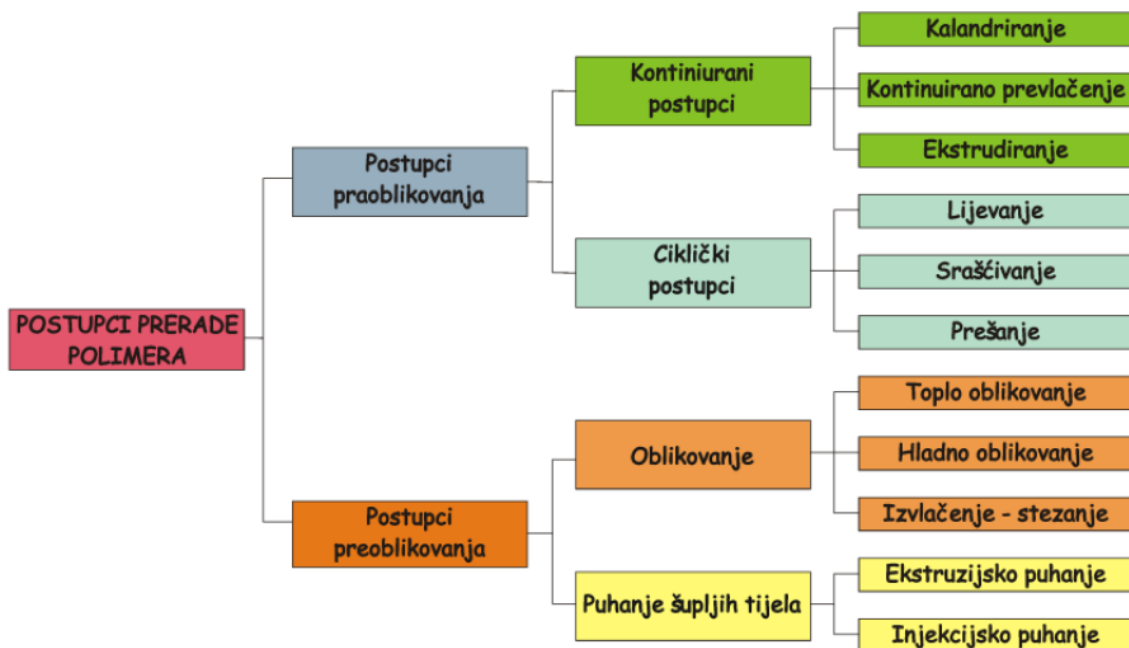 POSTUPCI PRERADE
POLIMERA
Postupci
praoblikovanja
Kontiniurani
postupci
Kalandriranje
Kontinuirano prevlačenje
Ekstrudiranje
Ciklički
postupci
Lijevanje
Srašćivanje
Prešanje
Postupci
preoblikovanja
Oblikovanje
Toplo oblikovanje
Hladno oblikovanje
Izvlačenje - stezanje
Puhanje šupljih tijela
Ekstruzijsko puhanje
Injekcijsko puhanje